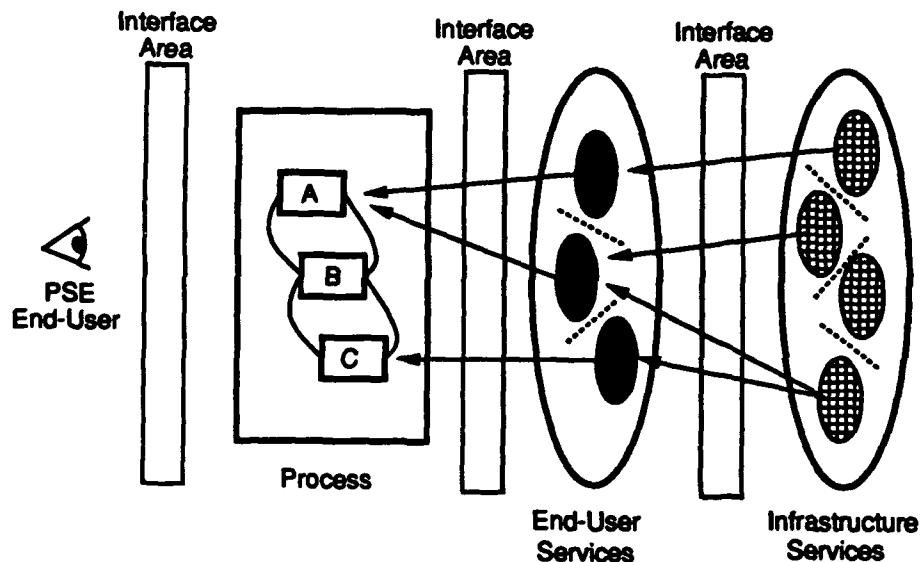 Interface
Area
Interface
Area
Interface
Area
A
B
C
PSE
End-User
Process
End-User
Services
Infrastructure
Services